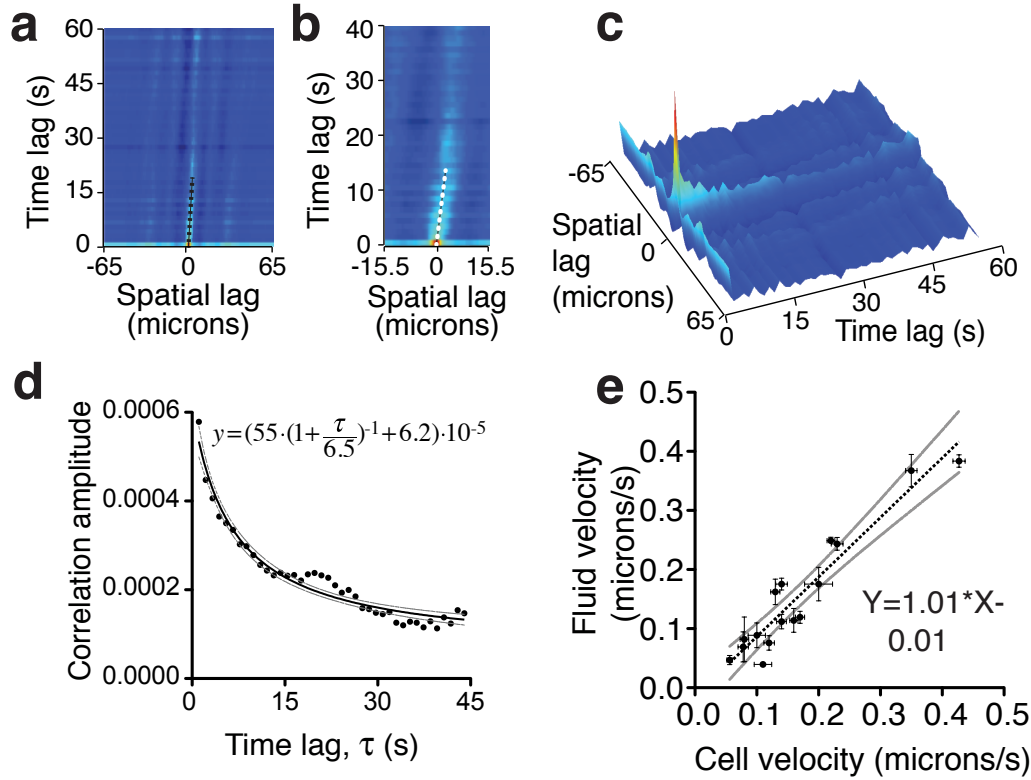 a
Time lag (s)
60
45
30
15
0
-65
0
65
Spatial lag
(microns)
b
Time lag (s)
40
30
20
10
0
-15.5
0
15.5
Spatial lag
(microns)
c
-65
0
65
Spatial
lag
(microns)
0
15
30
45
60
Time lag (s)
d
Correlation amplitude
0.0006
0.0004
0.0002
0.0000
y=(55·(1+τ/6.5)⁻¹+6.2)·10⁻⁵
0
15
30
45
Time lag, τ (s)
e
Fluid velocity
(microns/s)
0.5
0.4
0.3
0.2
0.1
0.0
Y=1.01*X-
0.01
0.0
0.1
0.2
0.3
0.4
0.5
Cell velocity (microns/s)